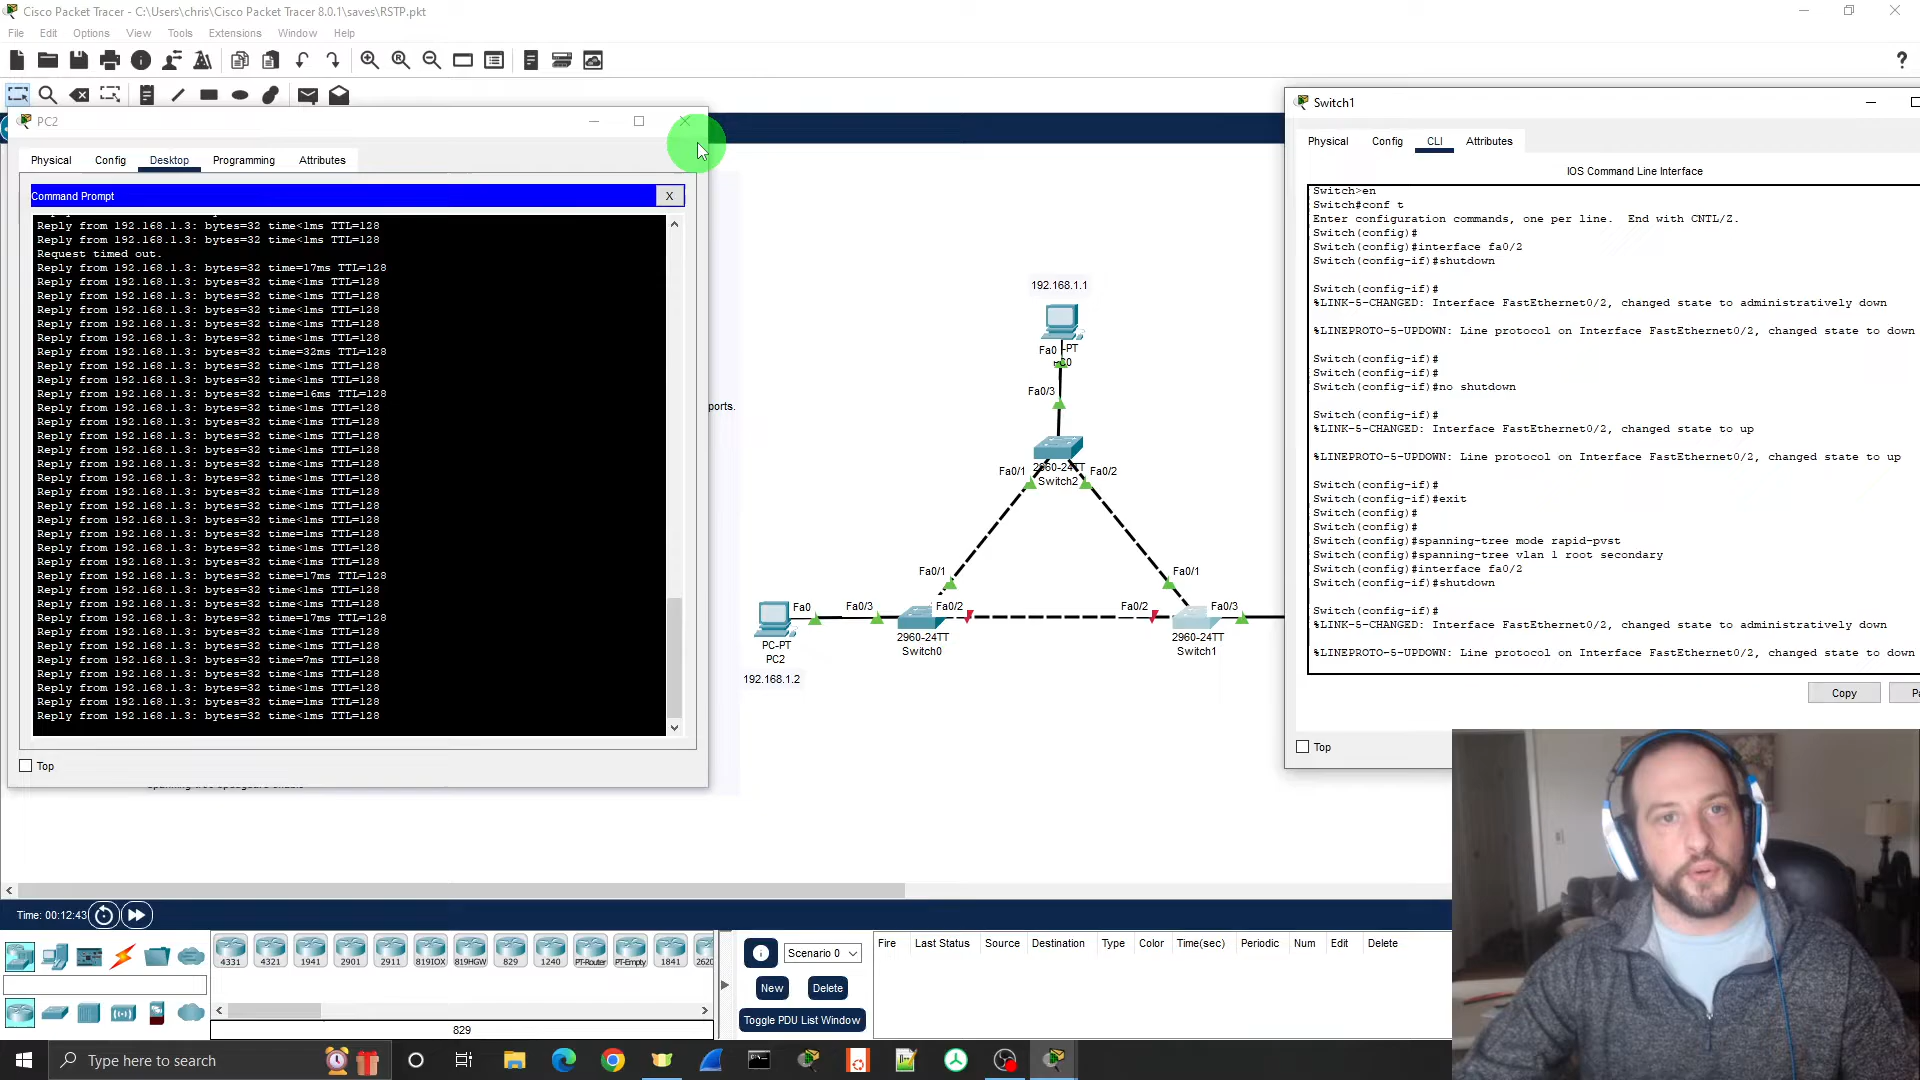 Cisco Packet Tracer - C:\Users\chris\Cisco Packet Tracer 8.0.1\saves\RSTP.pkt
File Edit Options View Tools Extensions Window Help
PC2
Physical Config Desktop Programming Attributes
Command Prompt X
Reply from 192.168.1.3: bytes=32 time<1ms TTL=128
Reply from 192.168.1.3: bytes=32 time<1ms TTL=128
Request timed out.
Reply from 192.168.1.3: bytes=32 time=17ms TTL=128
Reply from 192.168.1.3: bytes=32 time<1ms TTL=128
Reply from 192.168.1.3: bytes=32 time<1ms TTL=128
Reply from 192.168.1.3: bytes=32 time<1ms TTL=128
Reply from 192.168.1.3: bytes=32 time<1ms TTL=128
Reply from 192.168.1.3: bytes=32 time<1ms TTL=128
Reply from 192.168.1.3: bytes=32 time=32ms TTL=128
Reply from 192.168.1.3: bytes=32 time<1ms TTL=128
Reply from 192.168.1.3: bytes=32 time<1ms TTL=128
Reply from 192.168.1.3: bytes=32 time=16ms TTL=128
Reply from 192.168.1.3: bytes=32 time<1ms TTL=128
Reply from 192.168.1.3: bytes=32 time<1ms TTL=128
Reply from 192.168.1.3: bytes=32 time<1ms TTL=128
Reply from 192.168.1.3: bytes=32 time<1ms TTL=128
Reply from 192.168.1.3: bytes=32 time<1ms TTL=128
Reply from 192.168.1.3: bytes=32 time<1ms TTL=128
Reply from 192.168.1.3: bytes=32 time<1ms TTL=128
Reply from 192.168.1.3: bytes=32 time<1ms TTL=128
Reply from 192.168.1.3: bytes=32 time<1ms TTL=128
Reply from 192.168.1.3: bytes=32 time=1ms TTL=128
Reply from 192.168.1.3: bytes=32 time<1ms TTL=128
Reply from 192.168.1.3: bytes=32 time<1ms TTL=128
Reply from 192.168.1.3: bytes=32 time=17ms TTL=128
Reply from 192.168.1.3: bytes=32 time<1ms TTL=128
Reply from 192.168.1.3: bytes=32 time<1ms TTL=128
Reply from 192.168.1.3: bytes=32 time=17ms TTL=128
Reply from 192.168.1.3: bytes=32 time<1ms TTL=128
Reply from 192.168.1.3: bytes=32 time<1ms TTL=128
Reply from 192.168.1.3: bytes=32 time=7ms TTL=128
Reply from 192.168.1.3: bytes=32 time<1ms TTL=128
Reply from 192.168.1.3: bytes=32 time<1ms TTL=128
Reply from 192.168.1.3: bytes=32 time<1ms TTL=128
Reply from 192.168.1.3: bytes=32 time<1ms TTL=128
Top
ports.
192.168.1.1
Fa0 -PT
Fa0/3
Fa0/1 2960-24TT Fa0/2
Switch2
Fa0/1 Fa0/1
Fa0 Fa0/3 Fa0/2 Fa0/2 Fa0/3
PC-PT
PC2
2960-24TT
Switch0
2960-24TT
Switch1
192.168.1.2
Switch1
Physical Config CLI Attributes
IOS Command Line Interface
Switch>en
Switch#conf t
Enter configuration commands, one per line. End with CNTL/Z.
Switch(config)#
Switch(config)#interface fa0/2
Switch(config-if)#shutdown
Switch(config-if)#
%LINK-5-CHANGED: Interface FastEthernet0/2, changed state to administratively down
%LINEPROTO-5-UPDOWN: Line protocol on Interface FastEthernet0/2, changed state to down
Switch(config-if)#
Switch(config-if)#
Switch(config-if)#no shutdown
Switch(config-if)#
%LINK-5-CHANGED: Interface FastEthernet0/2, changed state to up
%LINEPROTO-5-UPDOWN: Line protocol on Interface FastEthernet0/2, changed state to up
Switch(config-if)#
Switch(config-if)#exit
Switch(config)#
Switch(config)#
Switch(config)#spanning-tree mode rapid-pvst
Switch(config)#spanning-tree vlan 1 root secondary
Switch(config)#interface fa0/2
Switch(config-if)#shutdown
Switch(config-if)#
%LINK-5-CHANGED: Interface FastEthernet0/2, changed state to administratively down
%LINEPROTO-5-UPDOWN: Line protocol on Interface FastEthernet0/2, changed state to down
Copy Pa
Top
Time: 00:12:43
4331 4321 1941 2901 2911 819IOX 819HGW 829 1240 PT-Router PT-Empty 1841 2620
829
Scenario 0
New Delete
Toggle PDU List Window
Fire Last Status Source Destination Type Color Time(sec) Periodic Num Edit Delete
Type here to search